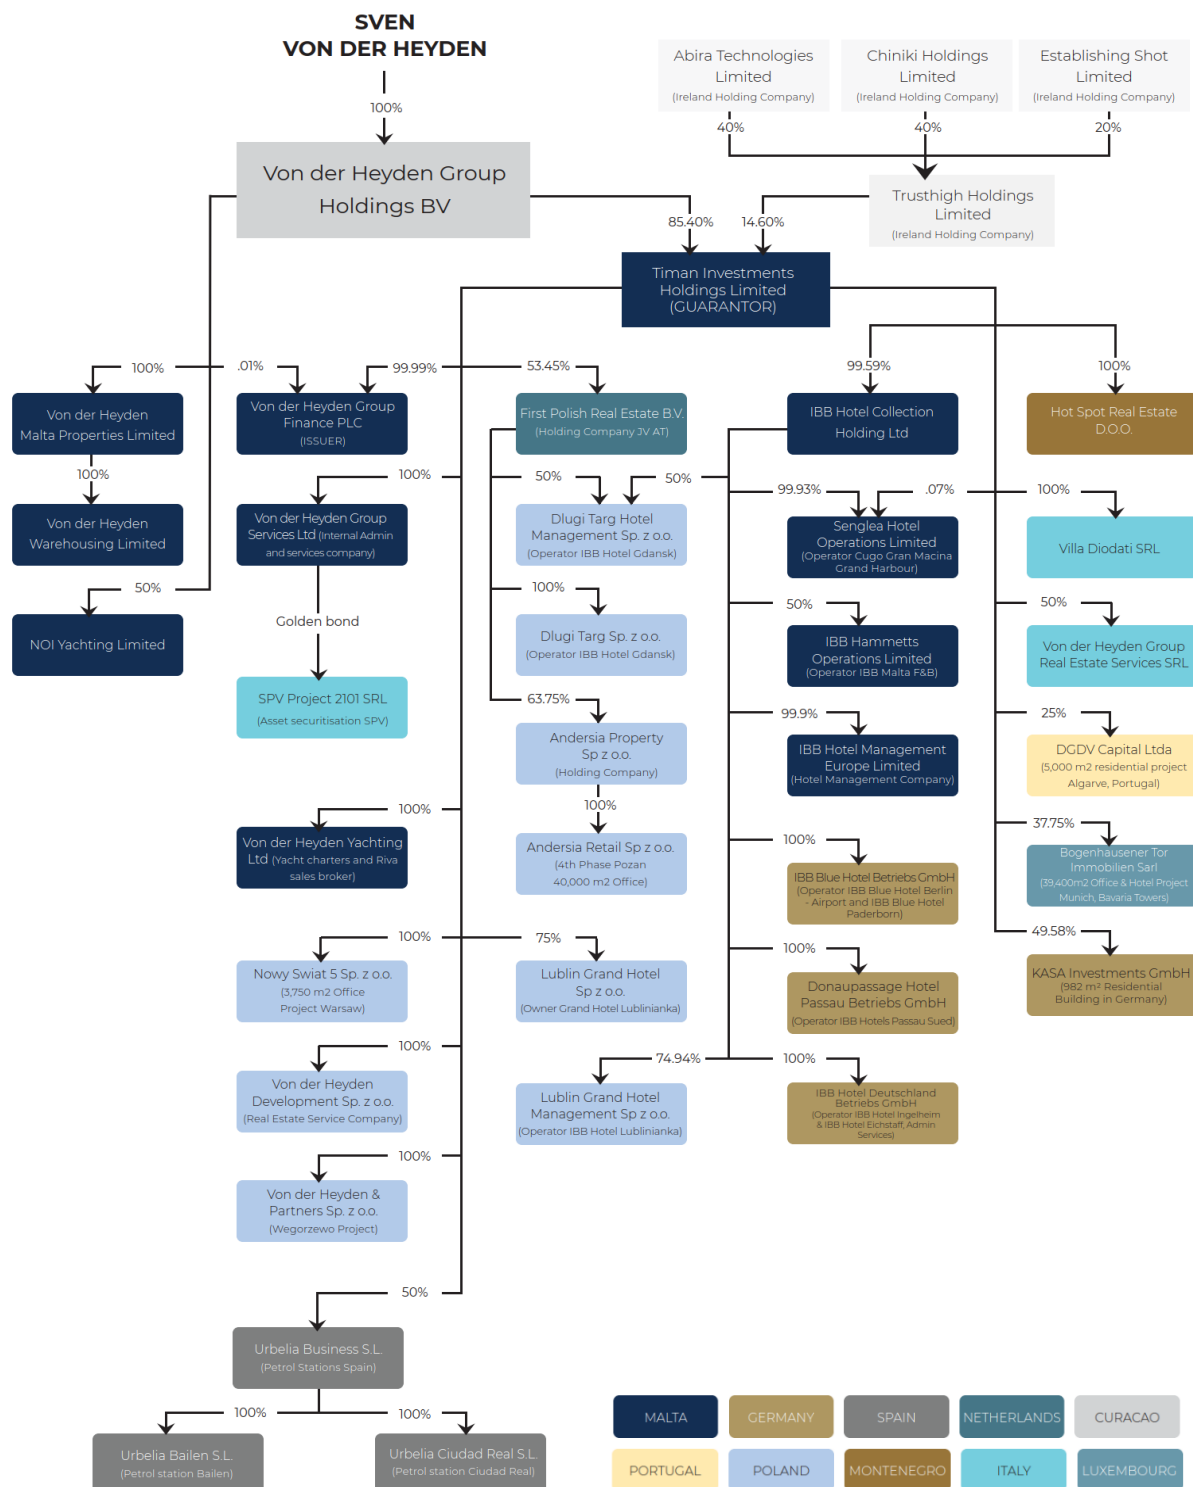 SVEN
VON DER HEYDEN
100%
Von der Heyden Group
Holdings BV
Abira Technologies
Limited
(Ireland Holding Company)
40%
Chiniki Holdings
Limited
(Ireland Holding Company)
40%
Establishing Shot
Limited
(Ireland Holding Company)
20%
Trusthigh Holdings
Limited
(Ireland Holding Company)
85.40%
14.60%
Timan Investments
Holdings Limited
(GUARANTOR)
100%
.01%
99.99%
53.45%
99.59%
100%
Von der Heyden
Malta Properties Limited
Von der Heyden Group
Finance PLC
(ISSUER)
First Polish Real Estate B.V.
(Holding Company JV AT)
IBB Hotel Collection
Holding Ltd
Hot Spot Real Estate
D.O.O.
100%
100%
50%
50%
99.93%
.07%
100%
Von der Heyden
Warehousing Limited
Von der Heyden Group
Services Ltd (Internal Admin
and services company)
Dlugi Targ Hotel
Management Sp. z o.o.
(Operator IBB Hotel Gdansk)
Senglea Hotel
Operations Limited
(Operator Cugo Gran Macina
Grand Harbour)
Villa Diodati SRL
50%
100%
50%
50%
NOI Yachting Limited
Golden bond
Dlugi Targ Sp. z o.o.
(Operator IBB Hotel Gdansk)
IBB Hammetts
Operations Limited
(Operator IBB Malta F&B)
Von der Heyden Group
Real Estate Services SRL
SPV Project 2101 SRL
(Asset securitisation SPV)
63.75%
99.9%
25%
Andersia Property
Sp z o.o.
(Holding Company)
IBB Hotel Management
Europe Limited
(Hotel Management Company)
DGDV Capital Ltda
(5,000 m2 residential project
Algarve, Portugal)
100%
100%
100%
37.75%
Von der Heyden Yachting
Ltd (Yacht charters and Riva
sales broker)
Andersia Retail Sp z o.o.
(4th Phase Pozan
40,000 m2 Office)
IBB Blue Hotel Betriebs GmbH
(Operator IBB Blue Hotel Berlin
- Airport and IBB Blue Hotel
Paderborn)
Bogenhausener Tor
Immobilien Sarl
(39,400m2 Office & Hotel Project
Munich, Bavaria Towers)
100%
75%
100%
49.58%
Nowy Swiat 5 Sp. z o.o.
(3,750 m2 Office
Project Warsaw)
Lublin Grand Hotel
Sp z o.o.
(Owner Grand Hotel Lublinianka)
Donaupassage Hotel
Passau Betriebs GmbH
(Operator IBB Hotels Passau Sued)
KASA Investments GmbH
(982 m² Residential
Building in Germany)
100%
74.94%
100%
Von der Heyden
Development Sp. z o.o.
(Real Estate Service Company)
Lublin Grand Hotel
Management Sp z o.o.
(Operator IBB Hotel Lublinianka)
IBB Hotel Deutschland
Betriebs GmbH
(Operator IBB Hotel Ingelheim
& IBB Hotel Eichstaff, Admin
Services)
100%
Von der Heyden &
Partners Sp. z o.o.
(Wegorzewo Project)
50%
Urbelia Business S.L.
(Petrol Stations Spain)
100%
100%
Urbelia Bailen S.L.
(Petrol station Bailen)
Urbelia Ciudad Real S.L.
(Petrol station Ciudad Real)
MALTA
GERMANY
SPAIN
NETHERLANDS
CURACAO
PORTUGAL
POLAND
MONTENEGRO
ITALY
LUXEMBOURG